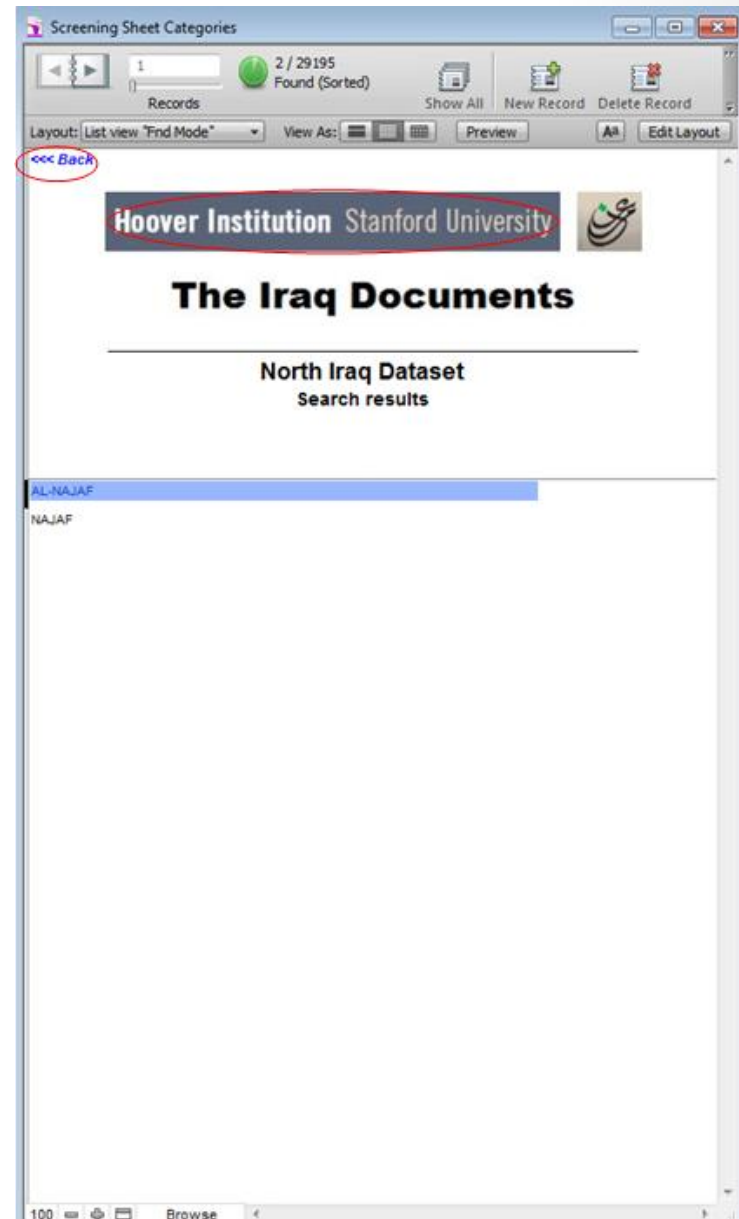 Screening Sheet Categories
1
2 / 29195
Found (Sorted)
Records
Show All
New Record
Delete Record
Layout: List view "Fnd Mode"
View As:
Preview
Aa
Edit Layout
<<< Back
Hoover Institution Stanford University
The Iraq Documents
North Iraq Dataset
Search results
AL-NAJAF
NAJAF
100
Browse